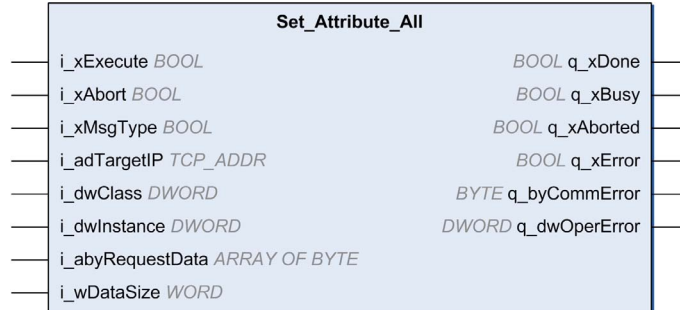 Set_Attribute_All
i_xExecute BOOL BOOL q_xDone
i_xAbort BOOL BOOL q_xBusy
i_xMsgType BOOL BOOL q_xAborted
i_adTargetIP TCP_ADDR BOOL q_xError
i_dwClass DWORD BYTE q_byCommError
i_dwInstance DWORD DWORD q_dwOperError
i_abyRequestData ARRAY OF BYTE
i_wDataSize WORD